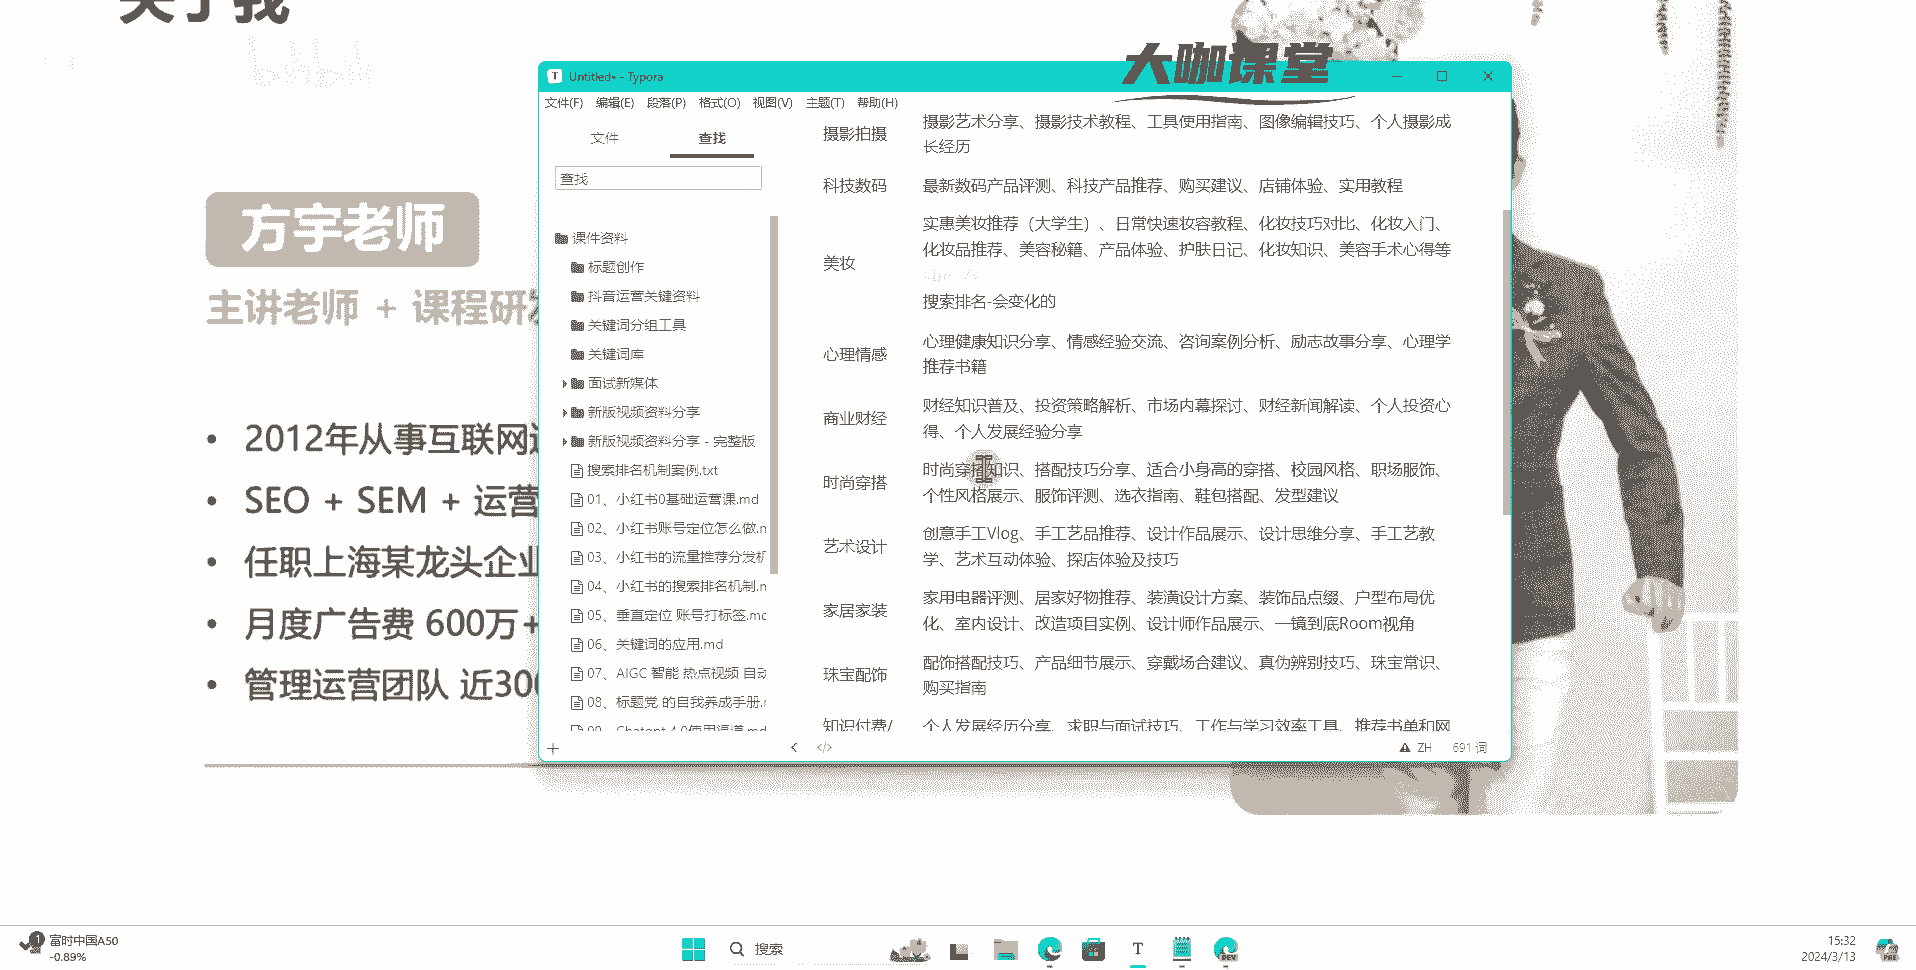 关于我
大咖课堂
方宇老师
主讲老师 + 课程研
2012年从事互联网
SEO + SEM + 运营
任职上海某龙头企业
月度广告费 600万+
管理运营团队 近300
Untitled• - Typora
文件(F) 编辑(E) 段落(P) 格式(O) 视图(V) 主题(T) 帮助(H)
文件 查找
查找
课件资料
标题创作
抖音运营关键资料
关键词分组工具
关键词库
面试新媒体
新版视频资料分享
新版视频资料分享 - 完整版
搜索排名机制案例.txt
01、小红书0基础运营课.md
02、小红书账号定位怎么做.n
03、小红书的流量推荐分发机
04、小红书的搜索排名机制.n
05、垂直定位 账号打标签.mc
06、关键词的应用.md
07、AIGC 智能 热点视频 自动
08、标题党 的自我养成手册.r
09、Chatgpt 4.0使用渠道.md
摄影拍摄
摄影艺术分享、摄影技术教程、工具使用指南、图像编辑技巧、个人摄影成
长经历
科技数码
最新数码产品评测、科技产品推荐、购买建议、店铺体验、实用教程
美妆
实惠美妆推荐（大学生）、日常快速妆容教程、化妆技巧对比、化妆入门、
化妆品推荐、美容秘籍、产品体验、护肤日记、化妆知识、美容手术心得等
搜索排名-会变化的
心理情感
心理健康知识分享、情感经验交流、咨询案例分析、励志故事分享、心理学
推荐书籍
商业财经
财经知识普及、投资策略解析、市场内幕探讨、财经新闻解读、个人投资心
得、个人发展经验分享
时尚穿搭
时尚穿搭知识、搭配技巧分享、适合小身高的穿搭、校园风格、职场服饰、
个性风格展示、服饰评测、选衣指南、鞋包搭配、发型建议
艺术设计
创意手工Vlog、手工艺品推荐、设计作品展示、设计思维分享、手工艺教
学、艺术互动体验、探店体验及技巧
家居家装
家用电器评测、居家好物推荐、装潢设计方案、装饰品点缀、户型布局优
化、室内设计、改造项目实例、设计师作品展示、一镜到底Room视角
珠宝配饰
配饰搭配技巧、产品细节展示、穿戴场合建议、真伪辨别技巧、珠宝常识、
购买指南
知识付费/
个人发展经历分享、求职与面试技巧、工作与学习效率工具、推荐书单和网
ZH 691 词
富时中国A50
-0.89%
搜索
15:32
2024/3/13